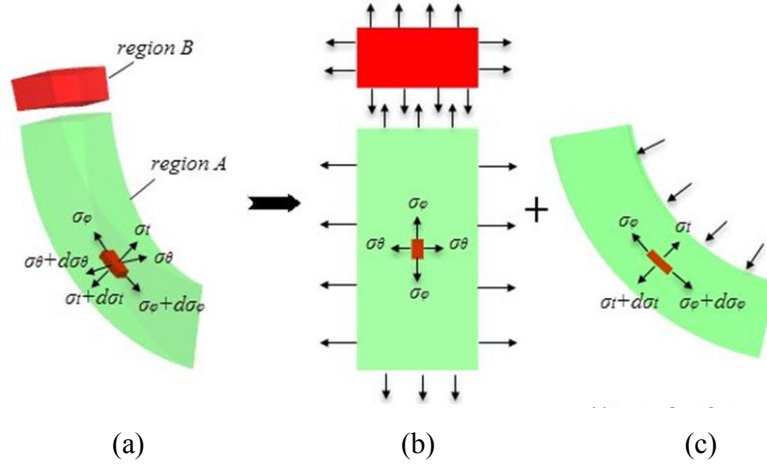 region B
region A
σφ
σt
σθ
σθ+dσθ
σt+dσt
σφ+dσφ
σφ
σθ
σθ
σφ
+
σφ
σt
σt+dσt
σφ+dσφ
(a)
(b)
(c)